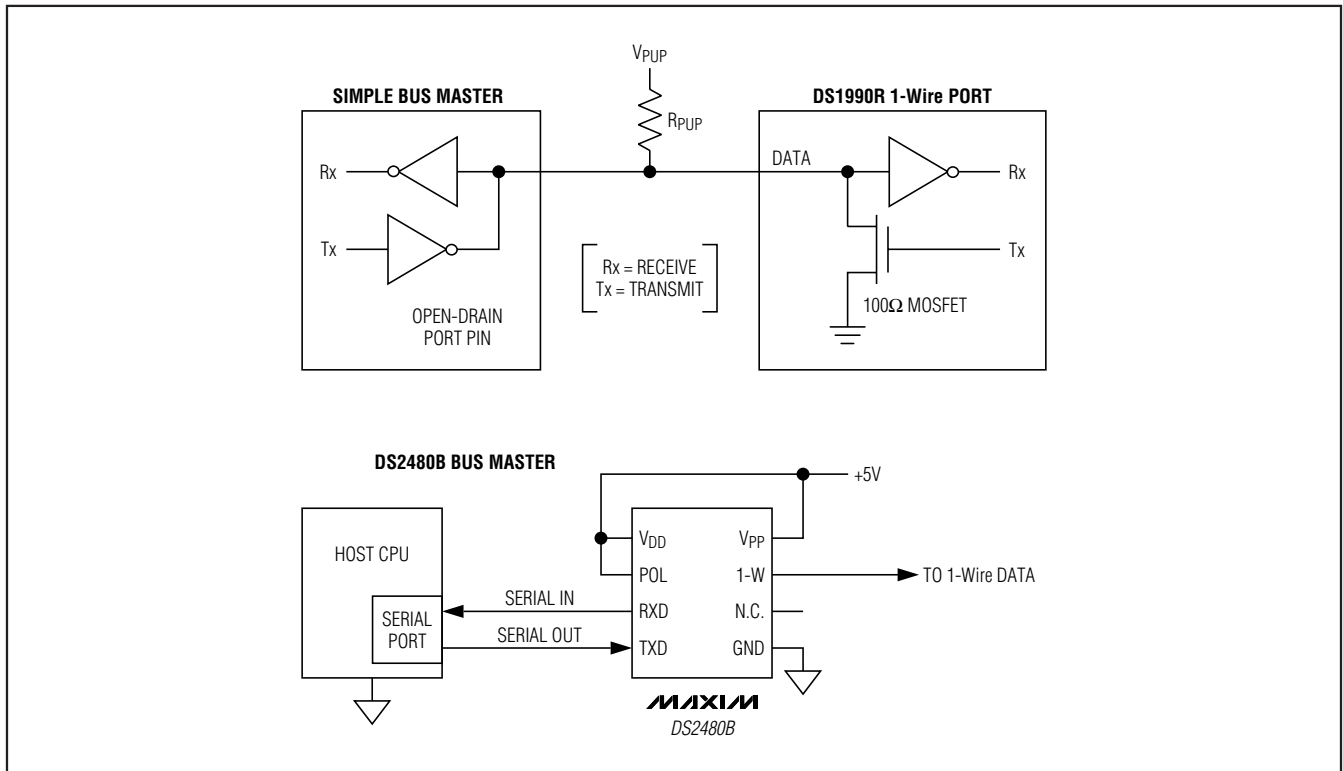 VPUP
SIMPLE BUS MASTER
DS1990R 1-Wire PORT
RPUP
DATA
Rx
Rx
Tx
Tx
Rx = RECEIVE
Tx = TRANSMIT
OPEN-DRAIN
PORT PIN
100Ω MOSFET
DS2480B BUS MASTER
+5V
HOST CPU
VDD
VPP
POL
1-W
TO 1-Wire DATA
SERIAL IN
RXD
N.C.
SERIAL
PORT
SERIAL OUT
TXD
GND
MAXIM
DS2480B